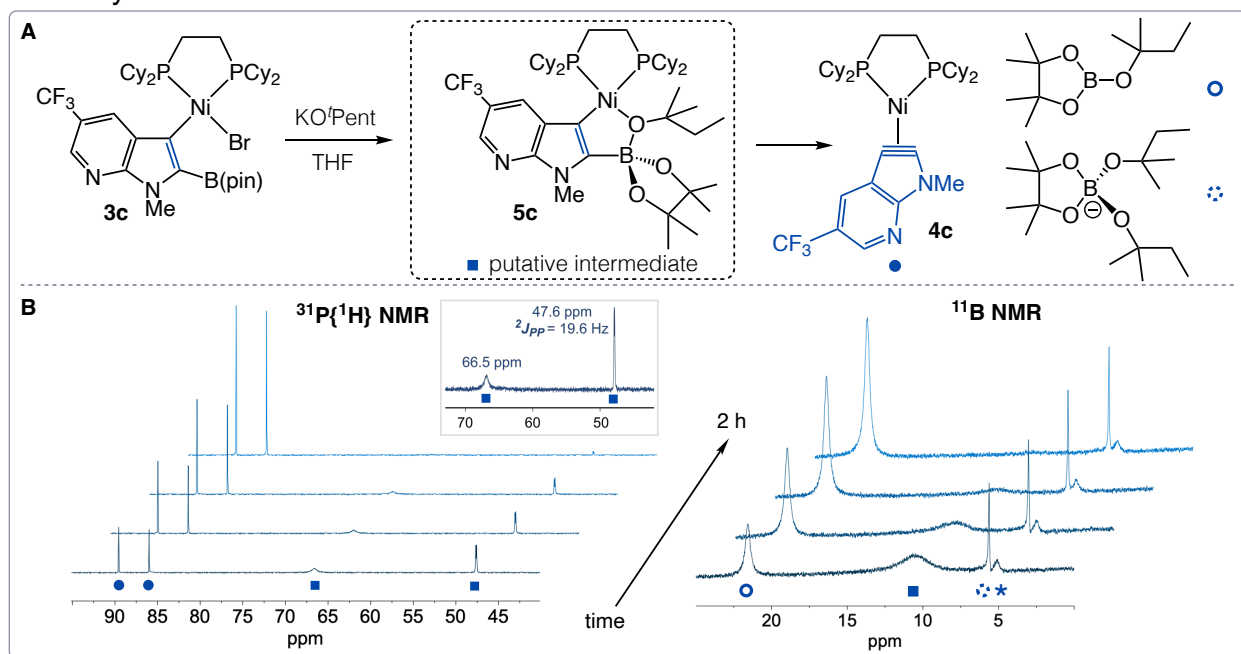 A
PCy2
Cy2P
CF3
Ni
Br
N
N
Me
B(pin)
3c
KOtPent
THF
Cy2P
PCy2
CF3
Ni
O
B
O
O
N
N
Me
5c
■ putative intermediate
Cy2P
PCy2
Ni
NMe
N
CF3
4c
O
B
O
O
O
B
O
O
O
⊖
B
31P{1H} NMR
47.6 ppm
2JPP = 19.6 Hz
66.5 ppm
70 60 50
90 85 80 75 70 65 60 55 50 45
ppm
time
2 h
11B NMR
*
20 15 10 5
ppm